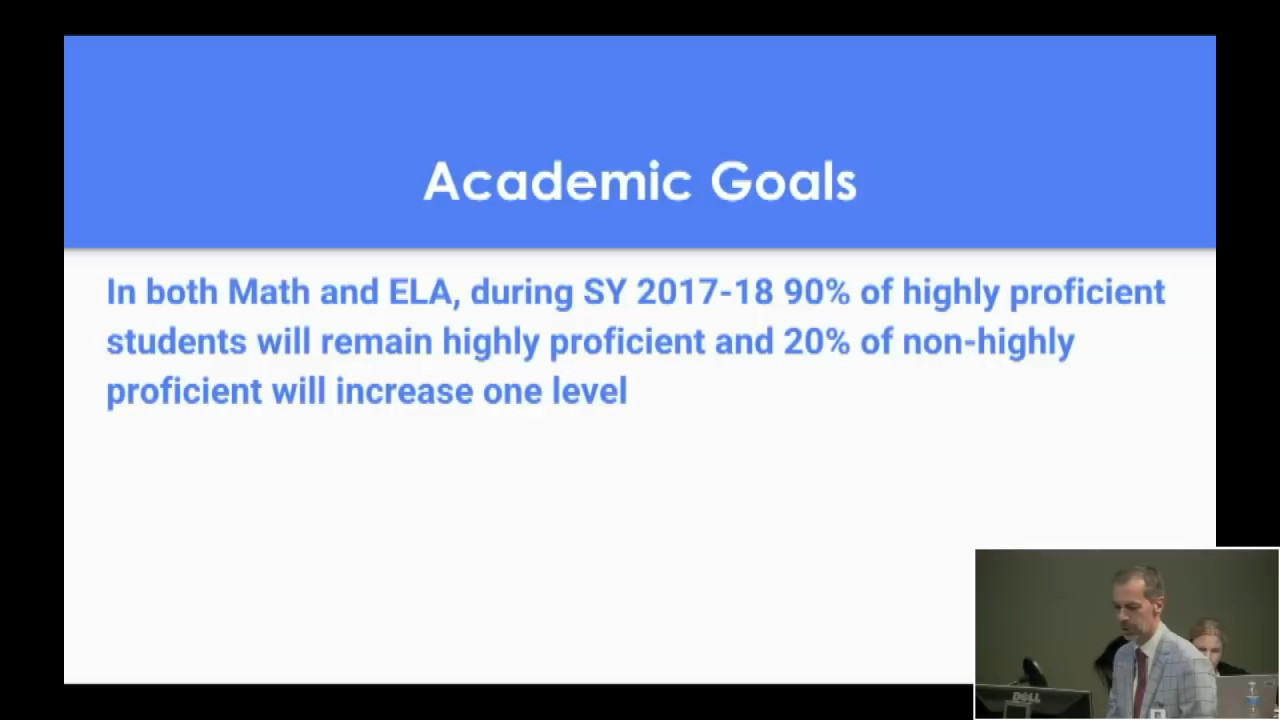 Academic Goals
In both Math and ELA, during SY 2017-18 90% of highly proficient
students will remain highly proficient and 20% of non-highly
proficient will increase one level
DELL